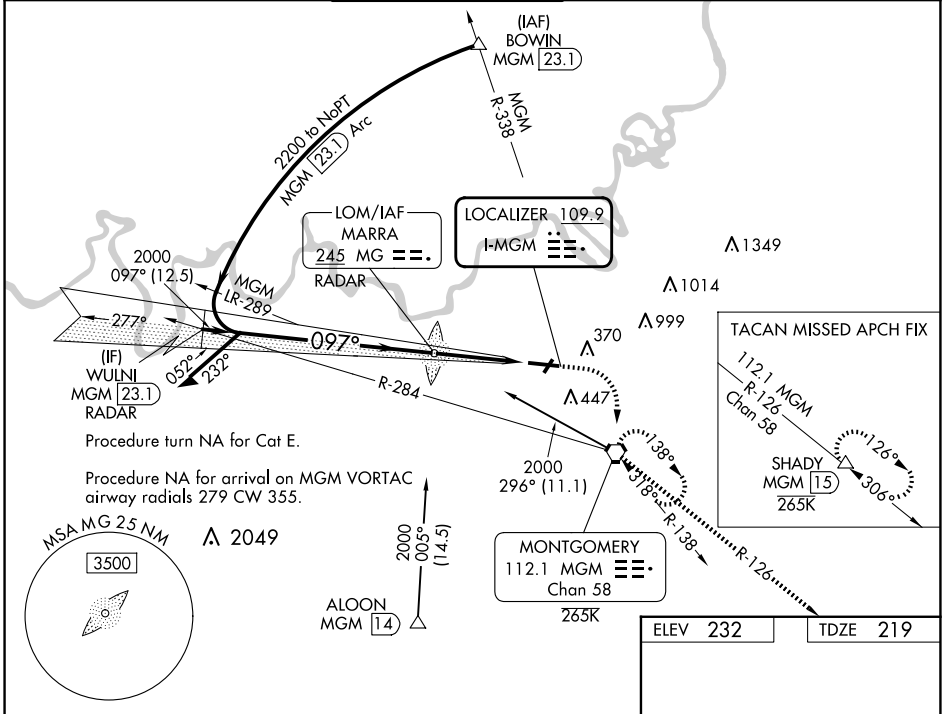 (IAF)
BOWIN
MGM 23.1
MGM
R-338
2200 to NoPT
MGM 23.1 Arc
LOM/IAF
MARRA
245 MG
RADAR
LOCALIZER 109.9
I-MGM
1349
1014
999
370
447
2000
097° (12.5)
MGM
LR-289
277°
097°
(IF)
WULNI
MGM 23.1
RADAR
052°
232°
R-284
TACAN MISSED APCH FIX
112.1 MGM
R-126
Chan 58
126°
SHADY
MGM 15
306°
265K
Procedure turn NA for Cat E.
Procedure NA for arrival on MGM VORTAC
airway radials 279 CW 355.
2000
296° (11.1)
138°
318°
R-138
R-126
MSA MG 25 NM
3500
2049
2000
005°
(14.5)
ALOON
MGM 14
MONTGOMERY
112.1 MGM
Chan 58
265K
ELEV 232
TDZE 219